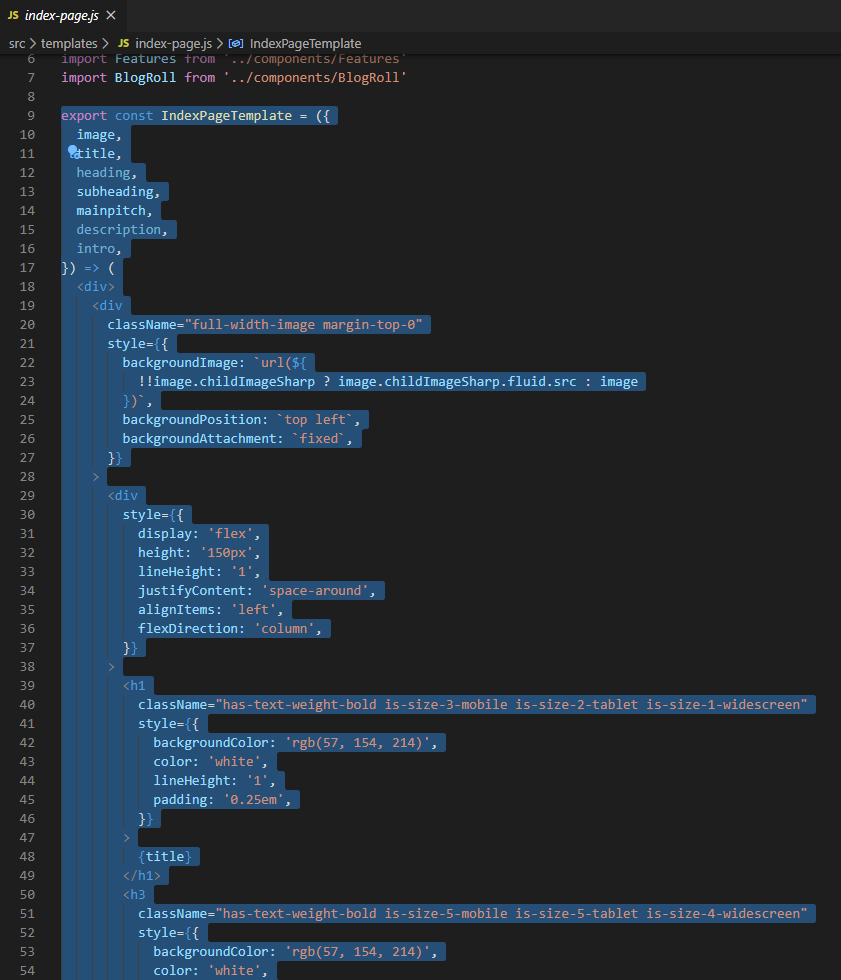 JS index-page.js ×
src > templates > JS index-page.js > IndexPageTemplate
6 import Features from '../components/Features'
7 import BlogRoll from '../components/BlogRoll'
8
9 export const IndexPageTemplate = ({
10   image,
11   title,
12   heading,
13   subheading,
14   mainpitch,
15   description,
16   intro,
17 }) => (
18   <div>
19     <div
20       className="full-width-image margin-top-0"
21       style={{
22         backgroundImage: `url(${
23           !!image.childImageSharp ? image.childImageSharp.fluid.src : image
24         })`,
25         backgroundPosition: `top left`,
26         backgroundAttachment: `fixed`,
27       }}
28     >
29       <div
30         style={{
31           display: 'flex',
32           height: '150px',
33           lineHeight: '1',
34           justifyContent: 'space-around',
35           alignItems: 'left',
36           flexDirection: 'column',
37         }}
38       >
39         <h1
40           className="has-text-weight-bold is-size-3-mobile is-size-2-tablet is-size-1-widescreen"
41           style={{
42             backgroundColor: 'rgb(57, 154, 214)',
43             color: 'white',
44             lineHeight: '1',
45             padding: '0.25em',
46           }}
47         >
48           {title}
49         </h1>
50         <h3
51           className="has-text-weight-bold is-size-5-mobile is-size-5-tablet is-size-4-widescreen"
52           style={{
53             backgroundColor: 'rgb(57, 154, 214)',
54             color: 'white',